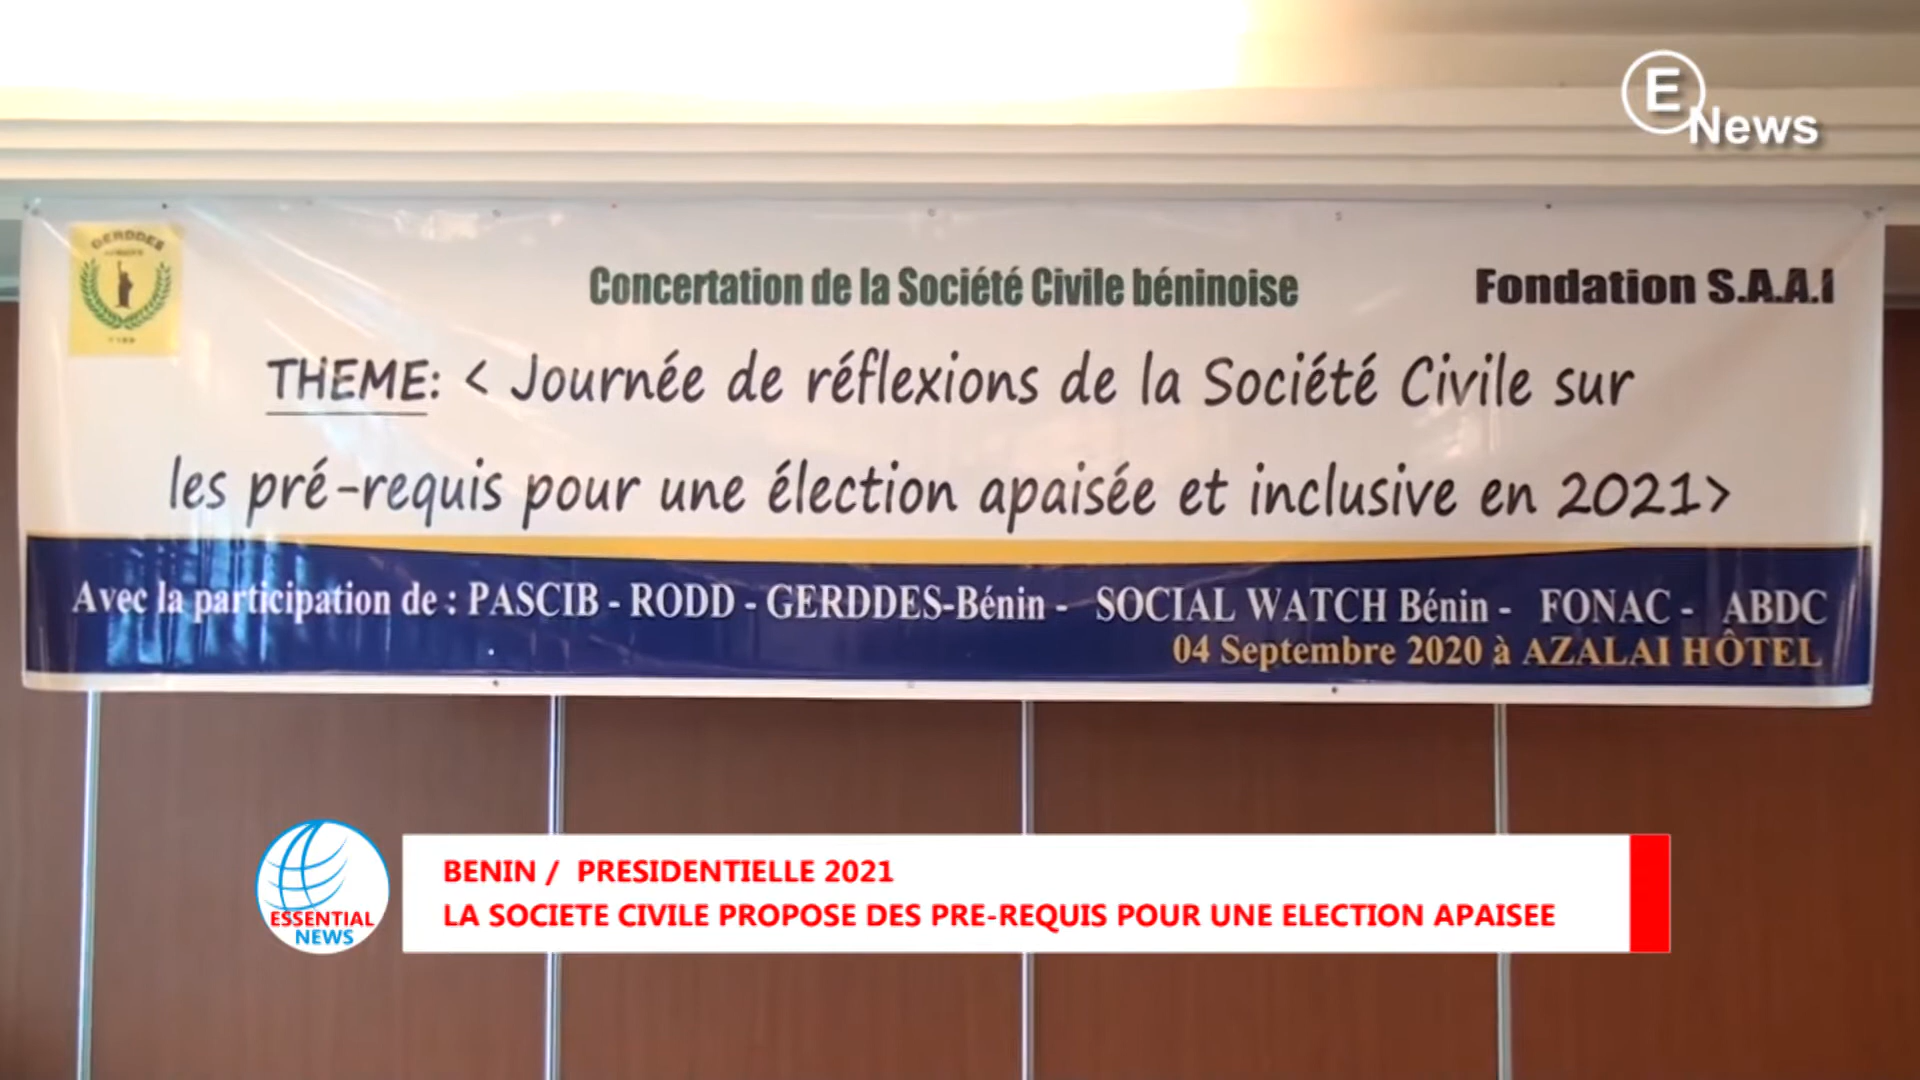 E
News
GERDDES
Concertation de la Société Civile béninoise
Fondation S.A.A.I
THEME: < Journée de réflexions de la Société Civile sur
les pré-requis pour une élection apaisée et inclusive en 2021>
Avec la participation de : PASCIB - RODD - GERDDES-Bénin - SOCIAL WATCH Bénin - FONAC - ABDC
04 Septembre 2020 à AZALAI HÔTEL
BENIN / PRESIDENTIELLE 2021
LA SOCIETE CIVILE PROPOSE DES PRE-REQUIS POUR UNE ELECTION APAISEE
ESSENTIAL
NEWS